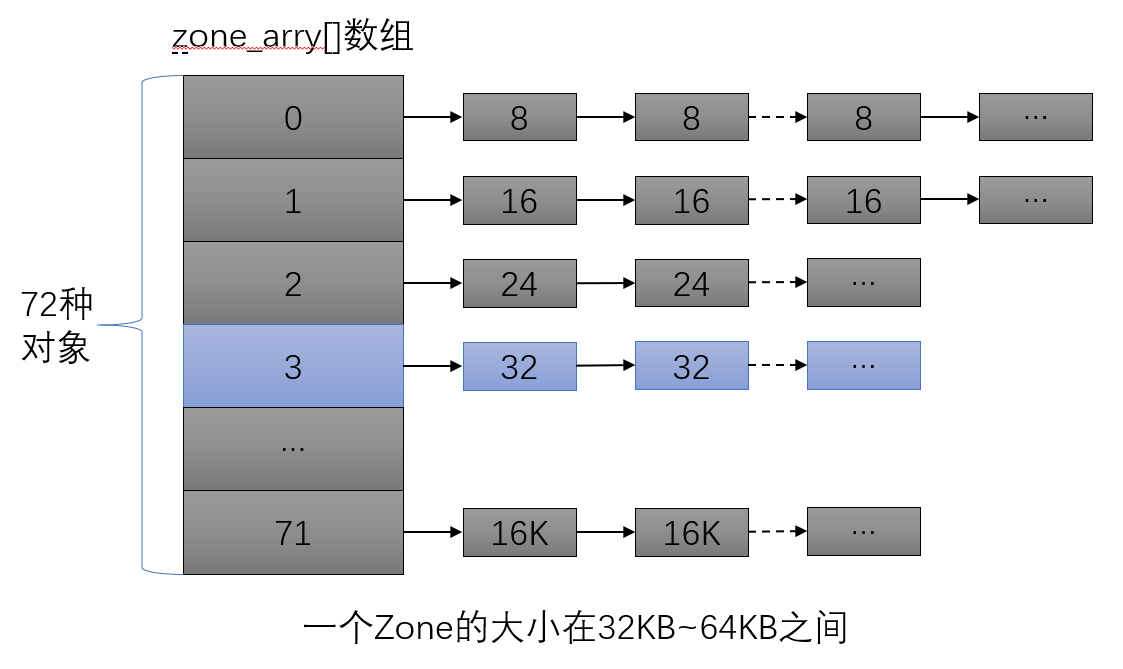 zone_arry[]数组
0 8 8 8 ...
1 16 16 16 ...
2 24 24 ...
72种
对象
3 32 32 ...
...
71 16K 16K ...
一个Zone的大小在32KB~64KB之间